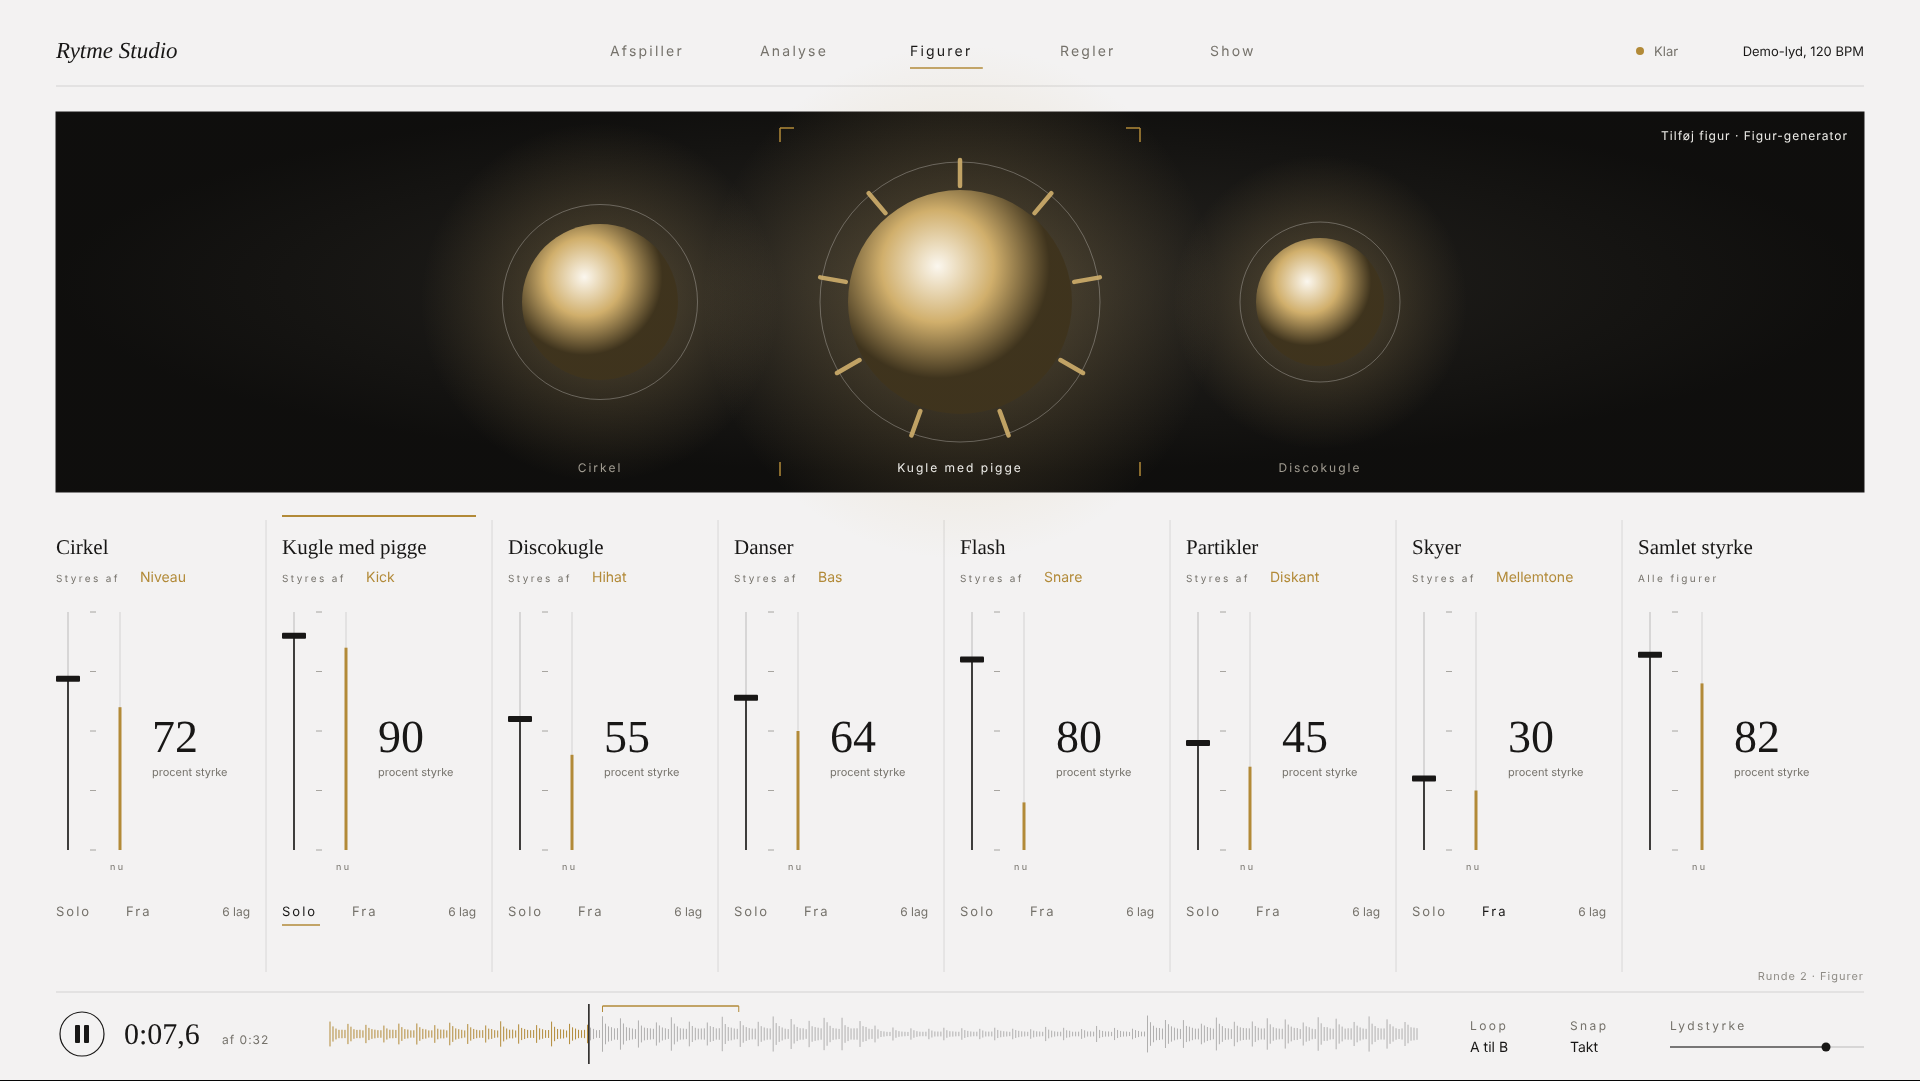 Rytme Studio
Afspiller
Analyse
Figurer
Regler
Show
Klar
Demo-lyd, 120 BPM
Tilføj figur · Figur-generator
Cirkel
Kugle med pigge
Discokugle
Cirkel
Styres af Niveau
72
procent styrke
nu
Solo Fra 6 lag
Kugle med pigge
Styres af Kick
90
procent styrke
nu
Solo Fra 6 lag
Discokugle
Styres af Hihat
55
procent styrke
nu
Solo Fra 6 lag
Danser
Styres af Bas
64
procent styrke
nu
Solo Fra 6 lag
Flash
Styres af Snare
80
procent styrke
nu
Solo Fra 6 lag
Partikler
Styres af Diskant
45
procent styrke
nu
Solo Fra 6 lag
Skyer
Styres af Mellemtone
30
procent styrke
nu
Solo Fra 6 lag
Samlet styrke
Alle figurer
82
procent styrke
nu
Runde 2 · Figurer
0:07,6 af 0:32
Loop
A til B
Snap
Takt
Lydstyrke